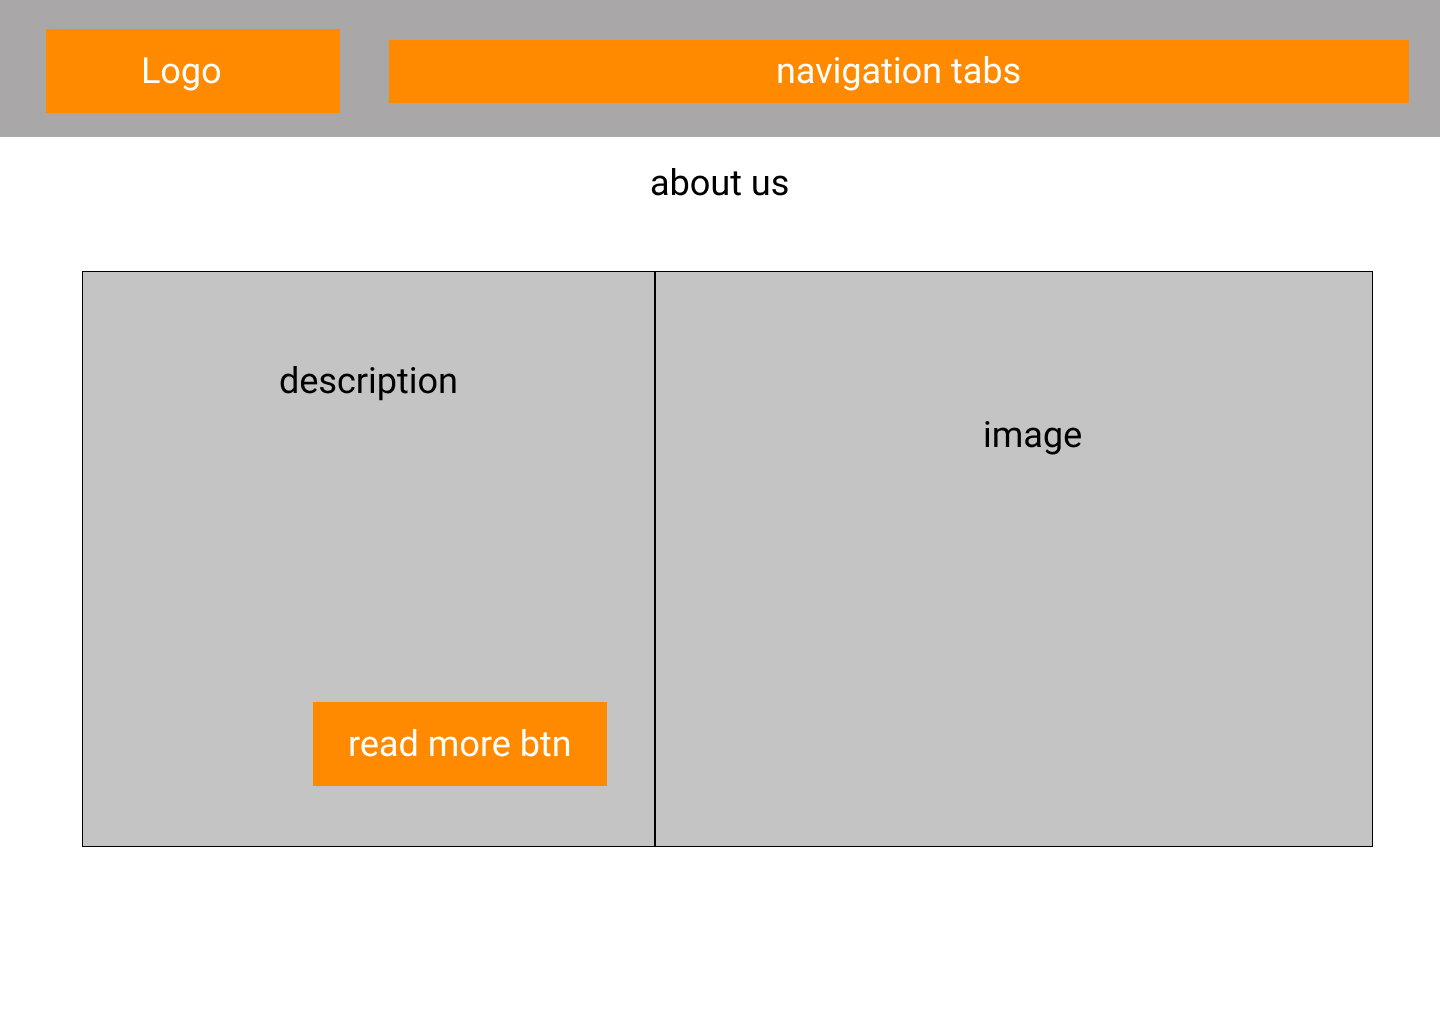 Logo
navigation tabs
about us
description
image
read more btn